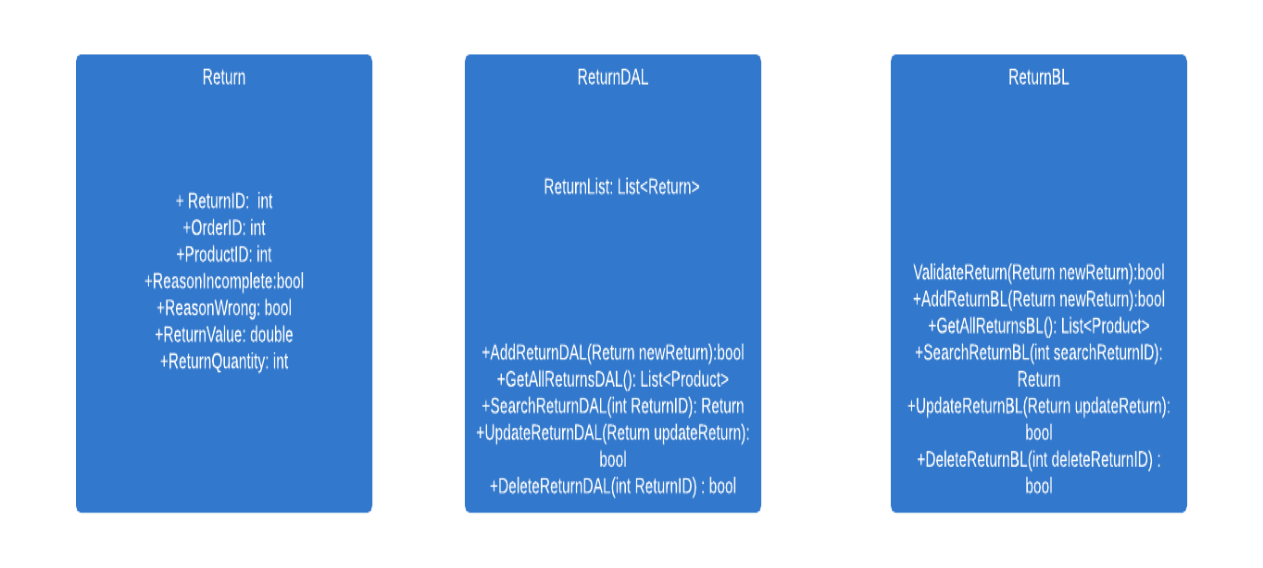 Return
+ ReturnID:  int
+OrderID: int
+ProductID: int
+ReasonIncomplete:bool
+ReasonWrong: bool
+ReturnValue: double
+ReturnQuantity: int
ReturnDAL
ReturnList: List<Return>
+AddReturnDAL(Return newReturn):bool
+GetAllReturnsDAL(): List<Product>
+SearchReturnDAL(int ReturnID): Return
+UpdateReturnDAL(Return updateReturn):
bool
+DeleteReturnDAL(int ReturnID) : bool
ReturnBL
ValidateReturn(Return newReturn):bool
+AddReturnBL(Return newReturn):bool
+GetAllReturnsBL(): List<Product>
+SearchReturnBL(int searchReturnID):
Return
+UpdateReturnBL(Return updateReturn):
bool
+DeleteReturnBL(int deleteReturnID) :
bool